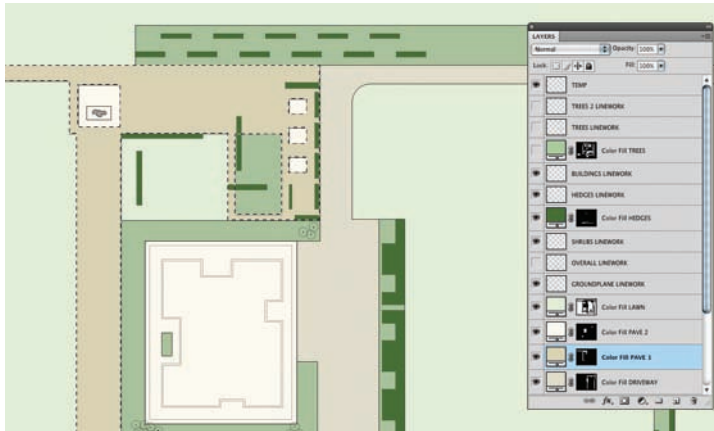 LAYERS
Normal Opacity: 100%
Lock: Fill: 100%
TEMP
TREES 2 LINEWORK
TREES LINEWORK
Color Fill TREES
BUILDINGS LINEWORK
HEDGES LINEWORK
Color Fill HEDGES
SHRUBS LINEWORK
OVERALL LINEWORK
GROUNDPLANE LINEWORK
Color Fill LAWN
Color Fill PAVE 2
Color Fill PAVE 1
Color Fill DRIVEWAY
fx.